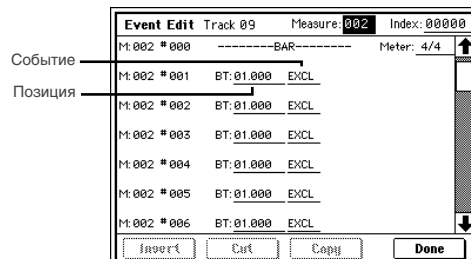 Event Edit Track 09 Measure: 002 Index: 00000
M: 002 # 000 --------BAR-------- Meter: 4/4
Событие
M: 002 # 001 BT: 01.000 EXCL
Позиция
M: 002 # 002 BT: 01.000 EXCL
M: 002 # 003 BT: 01.000 EXCL
M: 002 # 004 BT: 01.000 EXCL
M: 002 # 005 BT: 01.000 EXCL
M: 002 # 006 BT: 01.000 EXCL
Insert Cut Copy Done